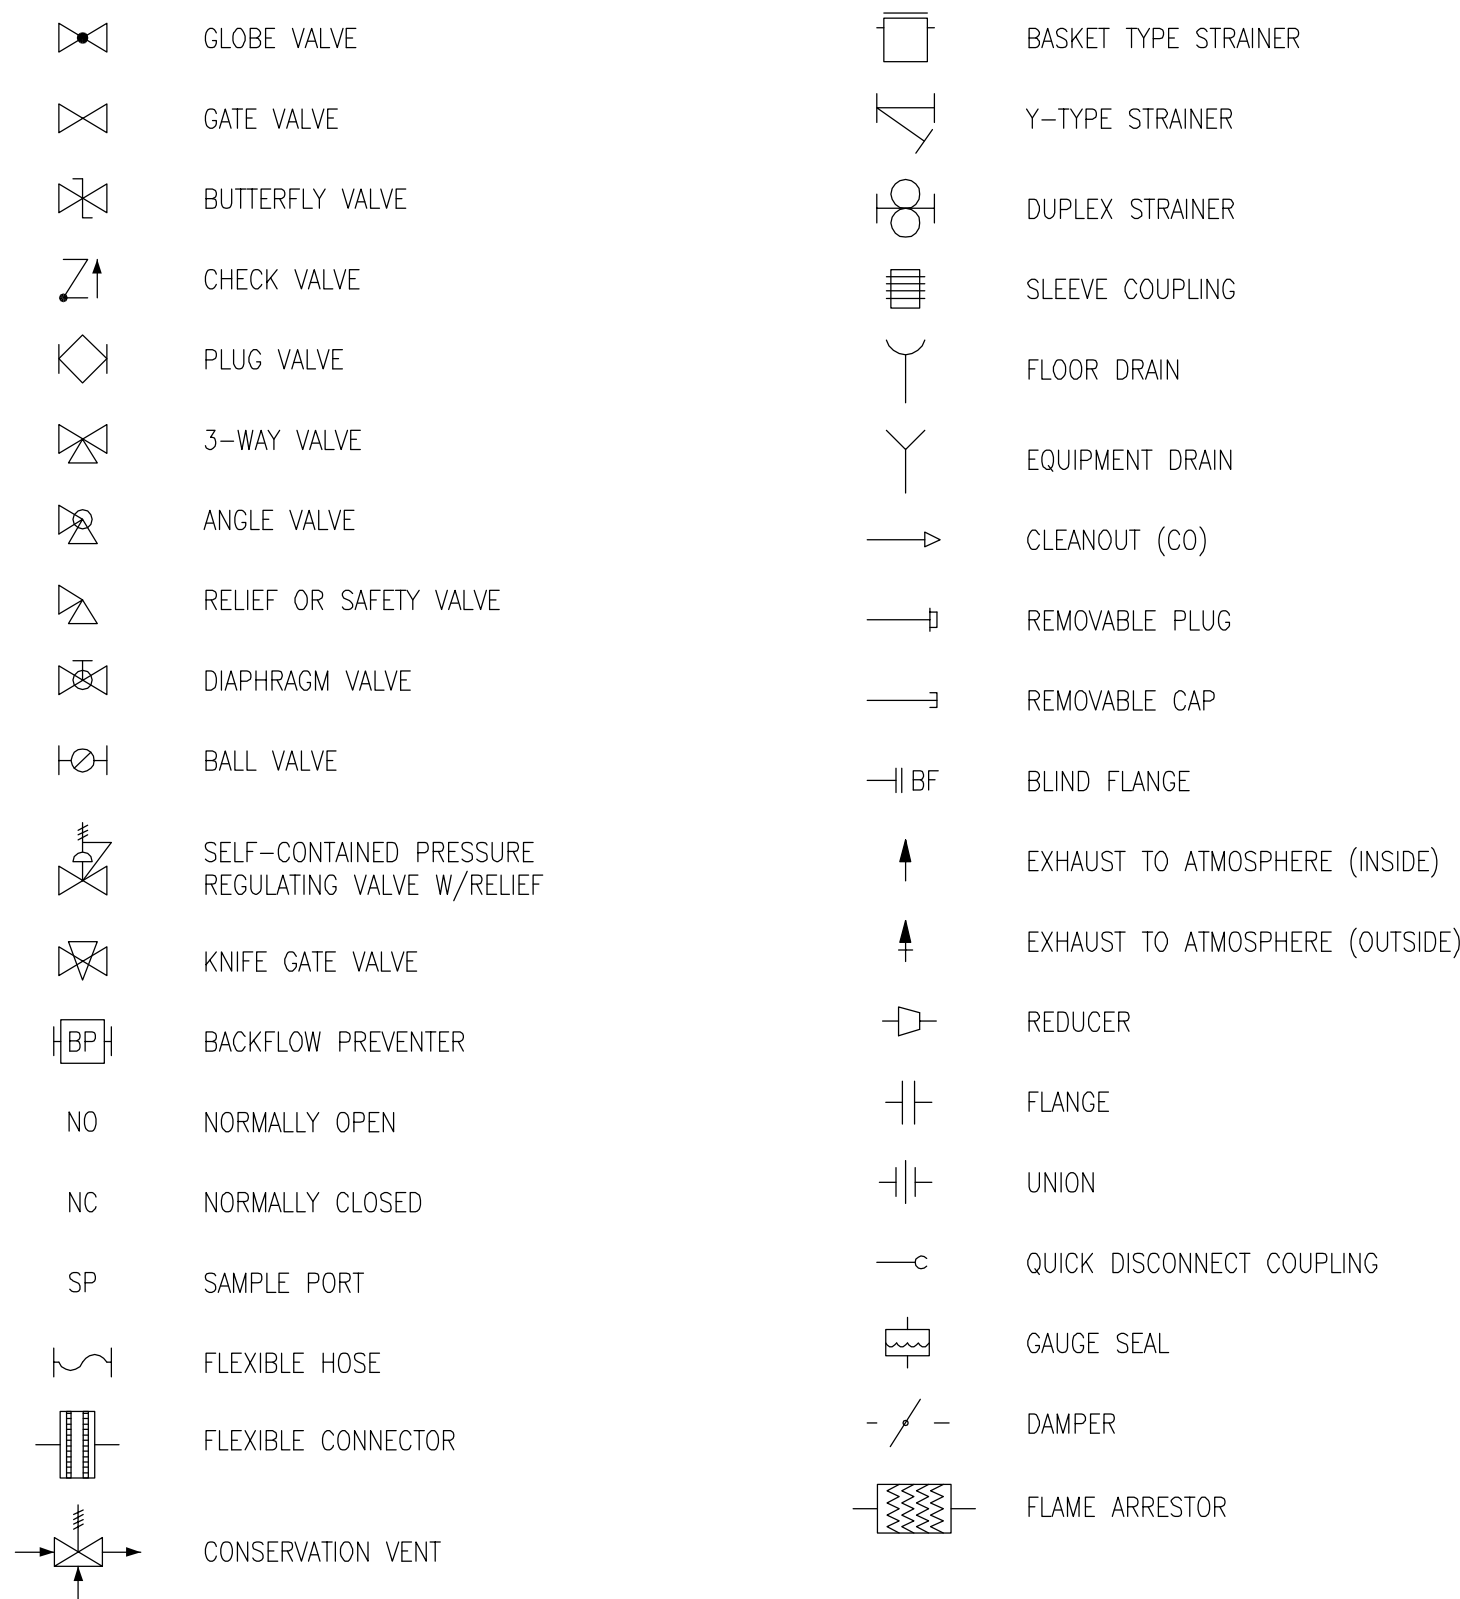 GLOBE VALVE
GATE VALVE
BUTTERFLY VALVE
CHECK VALVE
PLUG VALVE
3-WAY VALVE
ANGLE VALVE
RELIEF OR SAFETY VALVE
DIAPHRAGM VALVE
BALL VALVE
SELF-CONTAINED PRESSURE
REGULATING VALVE W/RELIEF
KNIFE GATE VALVE
BP BACKFLOW PREVENTER
NO NORMALLY OPEN
NC NORMALLY CLOSED
SP SAMPLE PORT
FLEXIBLE HOSE
FLEXIBLE CONNECTOR
CONSERVATION VENT
BASKET TYPE STRAINER
Y-TYPE STRAINER
DUPLEX STRAINER
SLEEVE COUPLING
FLOOR DRAIN
EQUIPMENT DRAIN
CLEANOUT (CO)
REMOVABLE PLUG
REMOVABLE CAP
BF BLIND FLANGE
EXHAUST TO ATMOSPHERE (INSIDE)
EXHAUST TO ATMOSPHERE (OUTSIDE)
REDUCER
FLANGE
UNION
QUICK DISCONNECT COUPLING
GAUGE SEAL
DAMPER
FLAME ARRESTOR